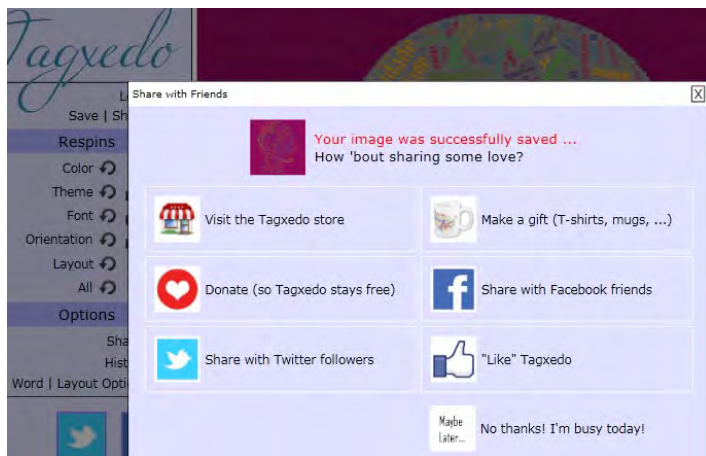 Tagxedo
Share with Friends
X
Save | Sh
Respins
Color
Theme
Font
Orientation
Layout
All
Options
Sha
Hist
Word | Layout Opti
Your image was successfully saved ...
How 'bout sharing some love?
Visit the Tagxedo store
Make a gift (T-shirts, mugs, ...)
Donate (so Tagxedo stays free)
Share with Facebook friends
Share with Twitter followers
"Like" Tagxedo
Maybe
Later...
No thanks! I'm busy today!